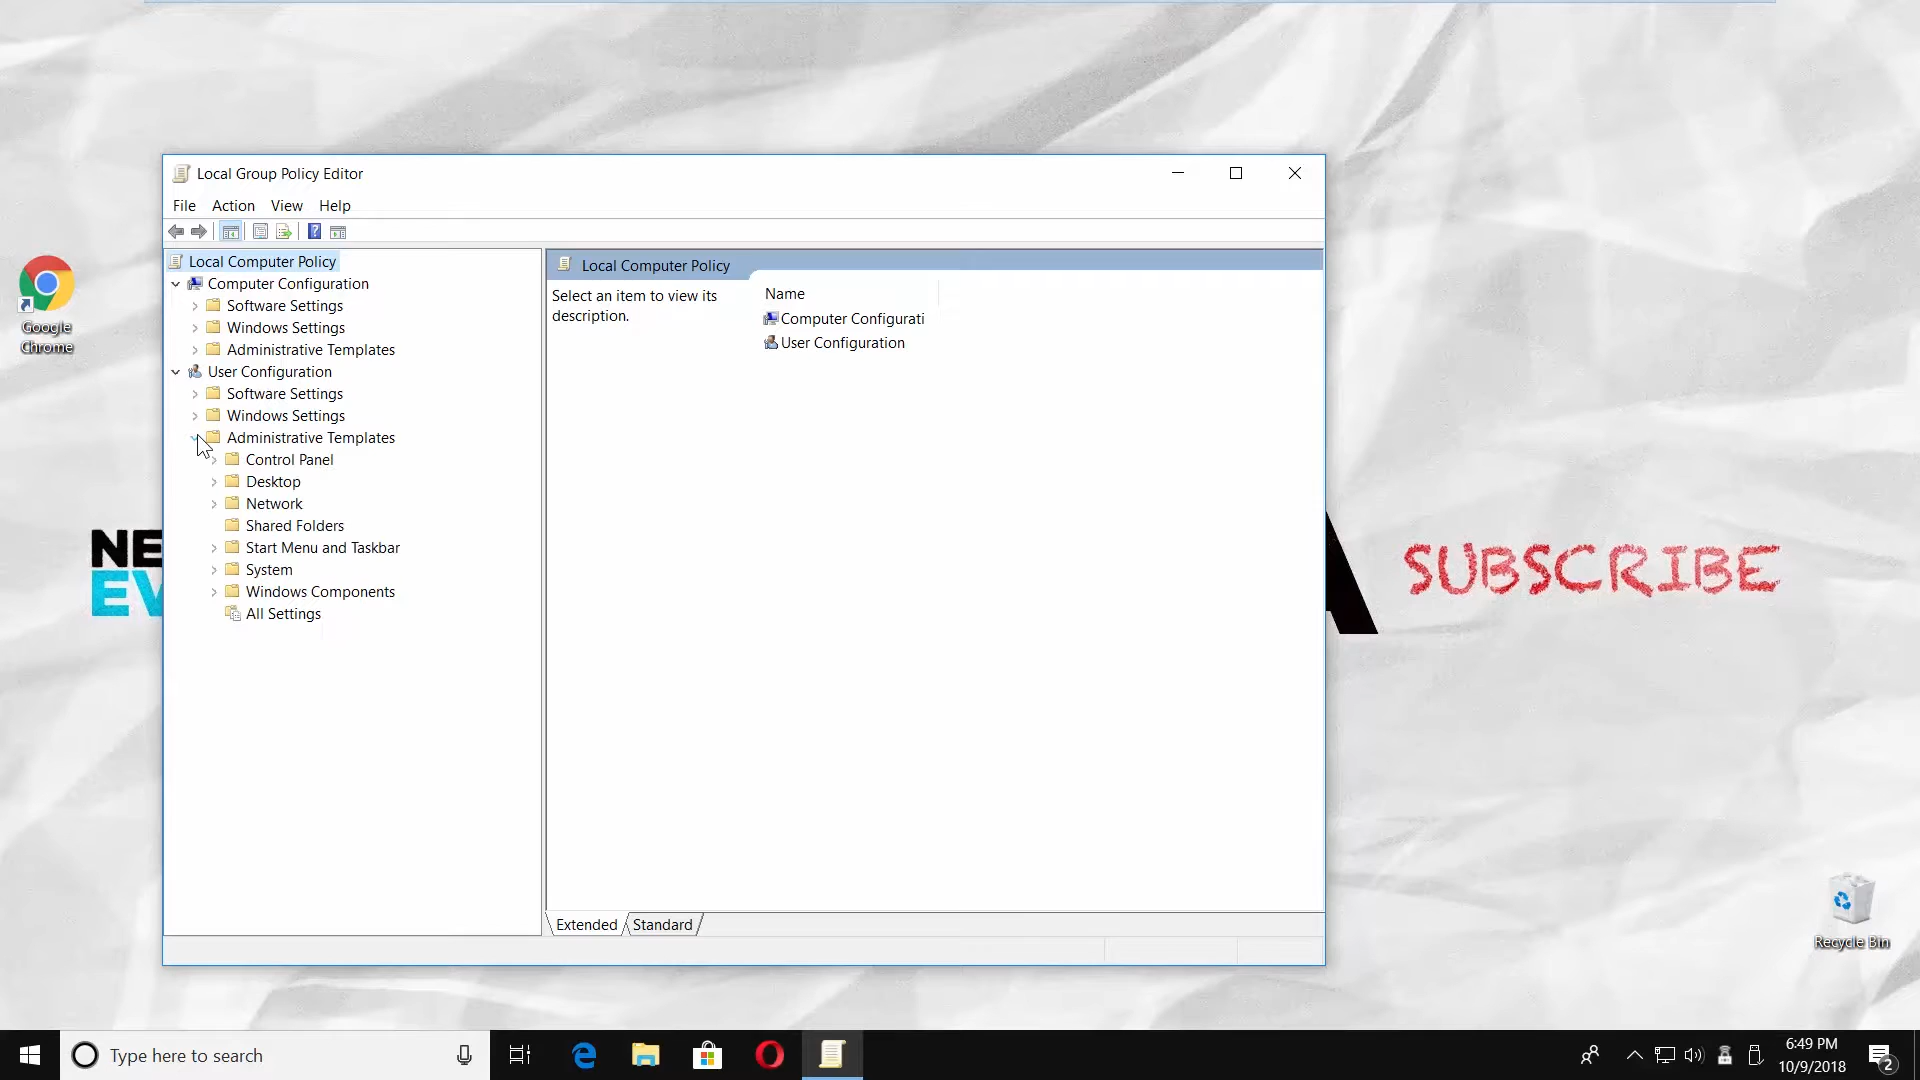 Local Group Policy Editor
File Action View Help
Local Computer Policy
Computer Configuration
Software Settings
Windows Settings
Administrative Templates
User Configuration
Software Settings
Windows Settings
Administrative Templates
Control Panel
Desktop
Network
Shared Folders
Start Menu and Taskbar
System
Windows Components
All Settings
Local Computer Policy
Select an item to view its
description.
Name
Computer Configurati
User Configuration
Extended Standard
Google
Chrome
NE
EV
A
SUBSCRIBE
Recycle Bin
Type here to search
6:49 PM
10/9/2018
2